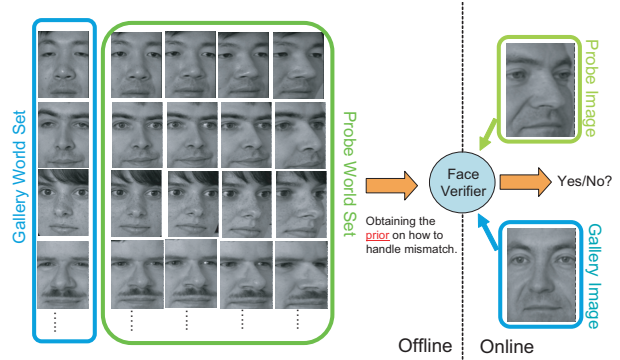 Gallery World Set
Probe World Set
Obtaining the
prior on how to
handle mismatch.
Face
Verifier
Yes/No?
Probe Image
Gallery Image
Offline
Online